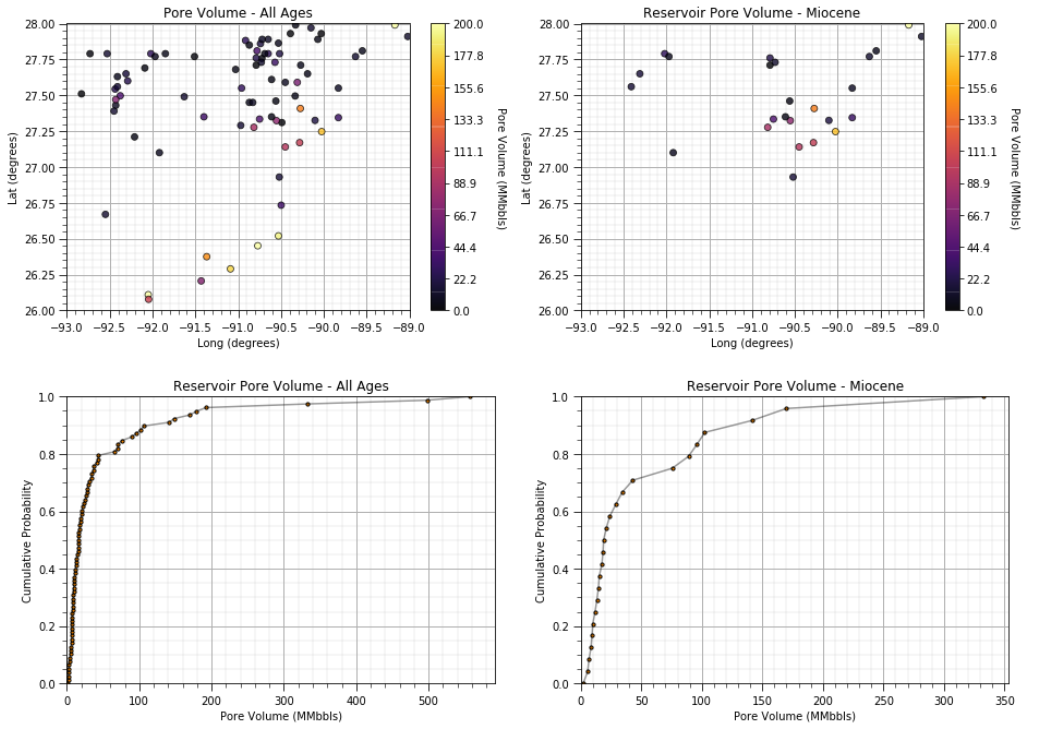 Pore Volume - All Ages
28.00
27.75
27.50
27.25
27.00
26.75
26.50
26.25
26.00
Lat (degrees)
−93.0 −92.5 −92.0 −91.5 −91.0 −90.5 −90.0 −89.5 −89.0
Long (degrees)
200.0
177.8
155.6
133.3
111.1
88.9
66.7
44.4
22.2
0.0
Pore Volume (MMbbls)
Reservoir Pore Volume - Miocene
28.00
27.75
27.50
27.25
27.00
26.75
26.50
26.25
26.00
Lat (degrees)
−93.0 −92.5 −92.0 −91.5 −91.0 −90.5 −90.0 −89.5 −89.0
Long (degrees)
200.0
177.8
155.6
133.3
111.1
88.9
66.7
44.4
22.2
0.0
Pore Volume (MMbbls)
Reservoir Pore Volume - All Ages
1.0
0.8
0.6
0.4
0.2
0.0
Cumulative Probability
0 100 200 300 400 500
Pore Volume (MMbbls)
Reservoir Pore Volume - Miocene
1.0
0.8
0.6
0.4
0.2
0.0
Cumulative Probability
0 50 100 150 200 250 300 350
Pore Volume (MMbbls)